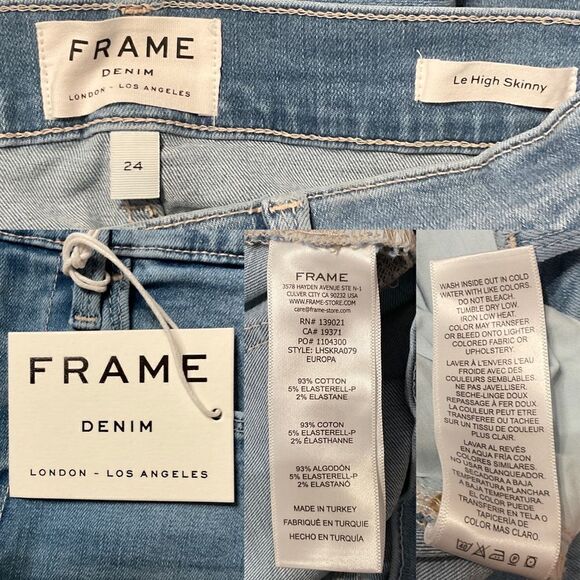 FRAME
DENIM
LONDON - LOS ANGELES
Le High Skinny
24
FRAME
DENIM
LONDON - LOS ANGELES
FRAME
3578 HAYDEN AVENUE STE N-1
CULVER CITY CA 90232 USA
WWW.FRAME-STORE.COM
care@frame-store.com
RN# 139021
CA# 19371
PO# 1104300
STYLE: LHSKRA079
EUROPA
93% COTTON
5% ELASTERELL-P
2% ELASTANE
93% COTON
5% ELASTERELL-P
2% ÉLASTHANNE
93% ALGODÓN
5% ELASTERELL-P
2% ELASTANO
MADE IN TURKEY
FABRIQUÉ EN TURQUIE
HECHO EN TURQUÍA
WASH INSIDE OUT IN COLD
WATER WITH LIKE COLORS.
DO NOT BLEACH.
TUMBLE DRY LOW.
IRON LOW HEAT.
COLOR MAY TRANSFER
OR BLEED ONTO LIGHTER
COLORED FABRIC OR
UPHOLSTERY.
LAVER À L'ENVERS L'EAU
FROIDE AVEC DES
COULEURS SEMBLABLES.
NE PAS JAVELLISER.
SECHE-LINGE DOUX
REPASSAGE À FER DOUX.
LA COULEUR PEUT ETRE
TRANSFEREE OU TACHEE
SUR UN TISSU DE COULEUR
PLUS CLAIR.
LAVAR AL REVÉS
EN AQUA FRÍA CON
COLORES SIMILARES.
NO USAR BLANQUEADOR.
SECADORA A BAJA
TEMPERATURA PLANCHAR
A BAJA TEMPERATURA.
EL COLOR PUEDE
TRANSFERIR EN TELA O
TAPICERÍA DE
COLOR MAS CLARO.